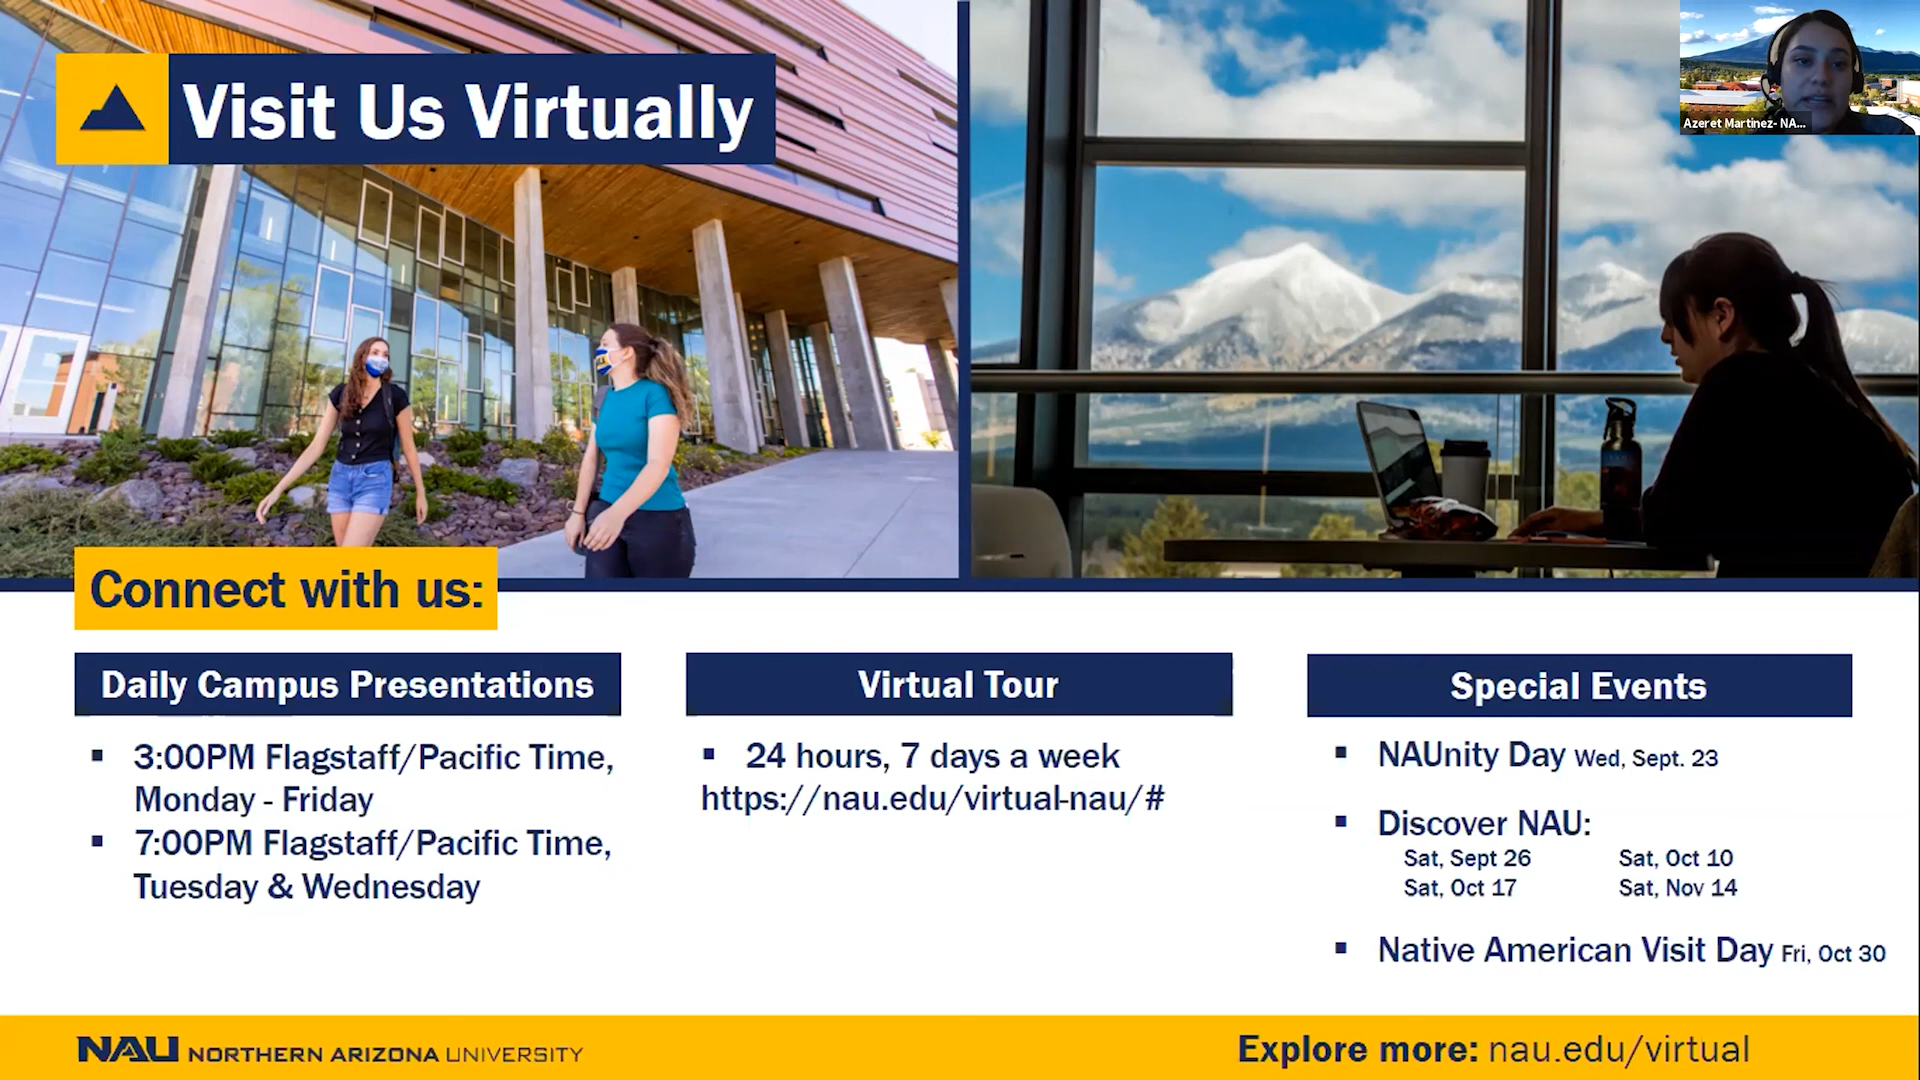 Visit Us Virtually
Azeret Martinez- NA...
Connect with us:
Daily Campus Presentations
▪ 3:00PM Flagstaff/Pacific Time,
Monday - Friday
▪ 7:00PM Flagstaff/Pacific Time,
Tuesday & Wednesday
Virtual Tour
▪ 24 hours, 7 days a week
https://nau.edu/virtual-nau/#
Special Events
▪ NAUnity Day Wed, Sept. 23
▪ Discover NAU:
Sat, Sept 26 Sat, Oct 10
Sat, Oct 17 Sat, Nov 14
▪ Native American Visit Day Fri, Oct 30
NAU NORTHERN ARIZONA UNIVERSITY
Explore more: nau.edu/virtual